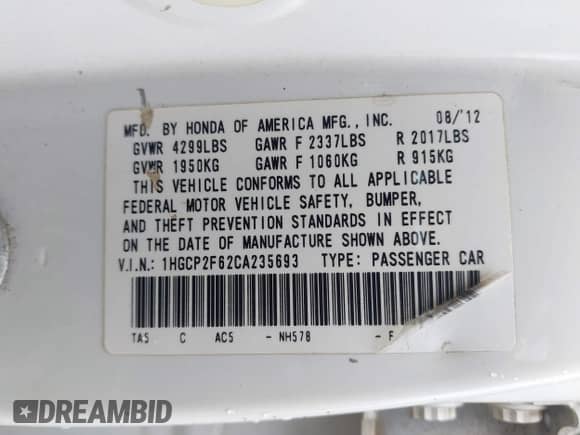 MFD. BY HONDA OF AMERICA MFG., INC. 08/'12
GVWR 4299LBS GAWR F 2337LBS R 2017LBS
GVWR 1950KG GAWR F 1060KG R 915KG
THIS VEHICLE CONFORMS TO ALL APPLICABLE
FEDERAL MOTOR VEHICLE SAFETY, BUMPER,
AND THEFT PREVENTION STANDARDS IN EFFECT
ON THE DATE OF MANUFACTURE SHOWN ABOVE.
V.I.N.: 1HGCP2F62CA235693 TYPE: PASSENGER CAR
TA5 C AC5 - NH578 - F
DREAMBID